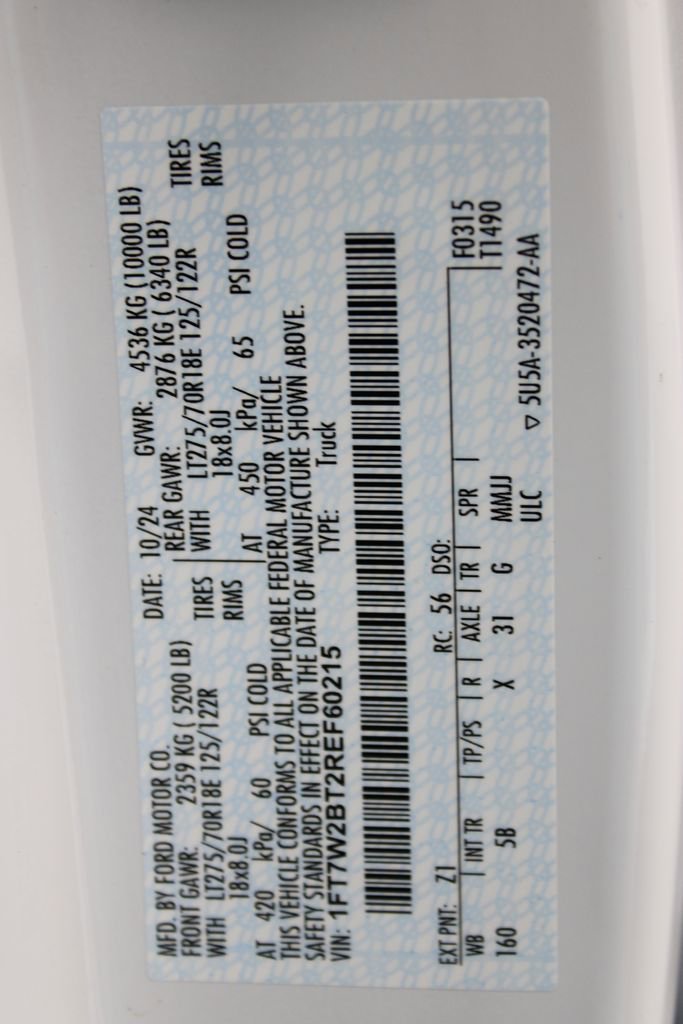 MFD. BY FORD MOTOR CO.
DATE: 10/24 GVWR: 4536 KG (10000 LB)
FRONT GAWR: 2359 KG ( 5200 LB)
REAR GAWR: 2876 KG ( 6340 LB)
WITH LT275/70R18E 125/122R TIRES
WITH LT275/70R18E 125/122R TIRES
18x8.0J RIMS
18x8.0J RIMS
AT 420 kPa/ 60 PSI COLD
AT 450 kPa/ 65 PSI COLD
THIS VEHICLE CONFORMS TO ALL APPLICABLE FEDERAL MOTOR VEHICLE
SAFETY STANDARDS IN EFFECT ON THE DATE OF MANUFACTURE SHOWN ABOVE.
VIN: 1FT7W2BT2REF60215 TYPE: Truck
EXT PNT: Z1 RC: 56 DSO: F0315
WB INT TR TP/PS R AXLE TR SPR T1490
160 5B X 31 G MMJJ
ULC ▽ 5U5A-3520472-AA